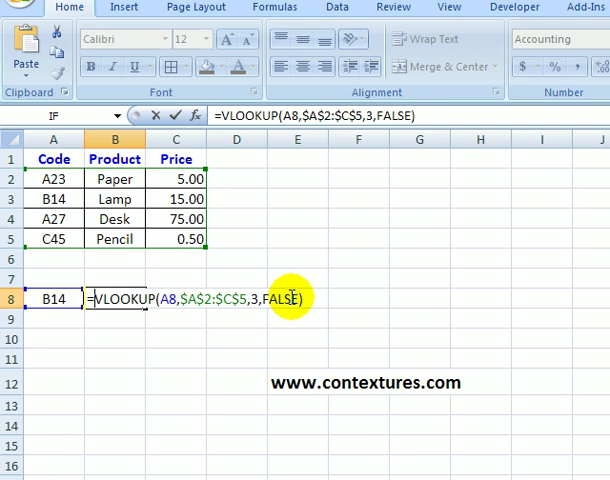 Home Insert Page Layout Formulas Data Review View Developer Add-Ins
Paste Calibri 12 A A Wrap Text Accounting
B I U A Merge & Center $ % ,
Clipboard Font Alignment Number
IF fx =VLOOKUP(A8,$A$2:$C$5,3,FALSE)
A B C D E F G H I J
1 Code Product Price
2 A23 Paper 5.00
3 B14 Lamp 15.00
4 A27 Desk 75.00
5 C45 Pencil 0.50
6
7
8 B14 =VLOOKUP(A8,$A$2:$C$5,3,FALSE)
9
10
11
12 www.contextures.com
13
14
15
16